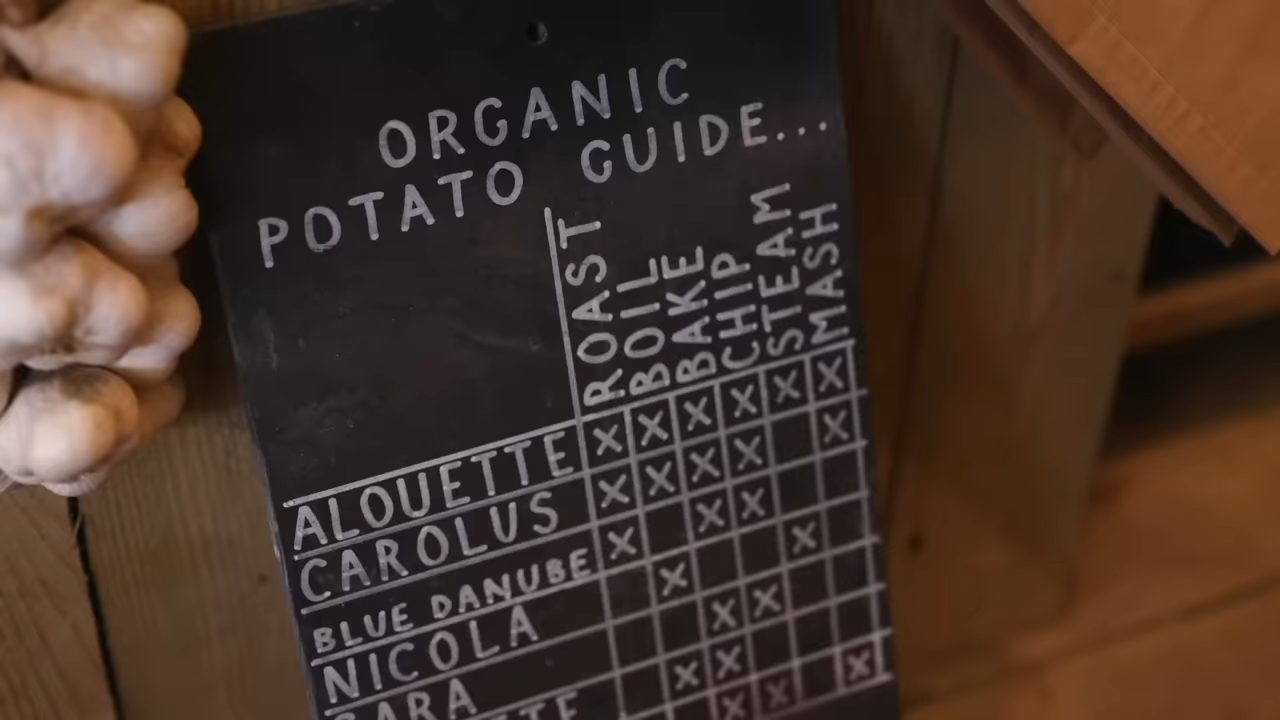 ORGANIC
POTATO GUIDE...
ROAST BOIL BAKE CHIP STEAM MASH
ALOUETTE X X X X X X
CAROLUS X X X X X
BLUE DANUBE X X X
NICOLA X X
X X
X X
X X X